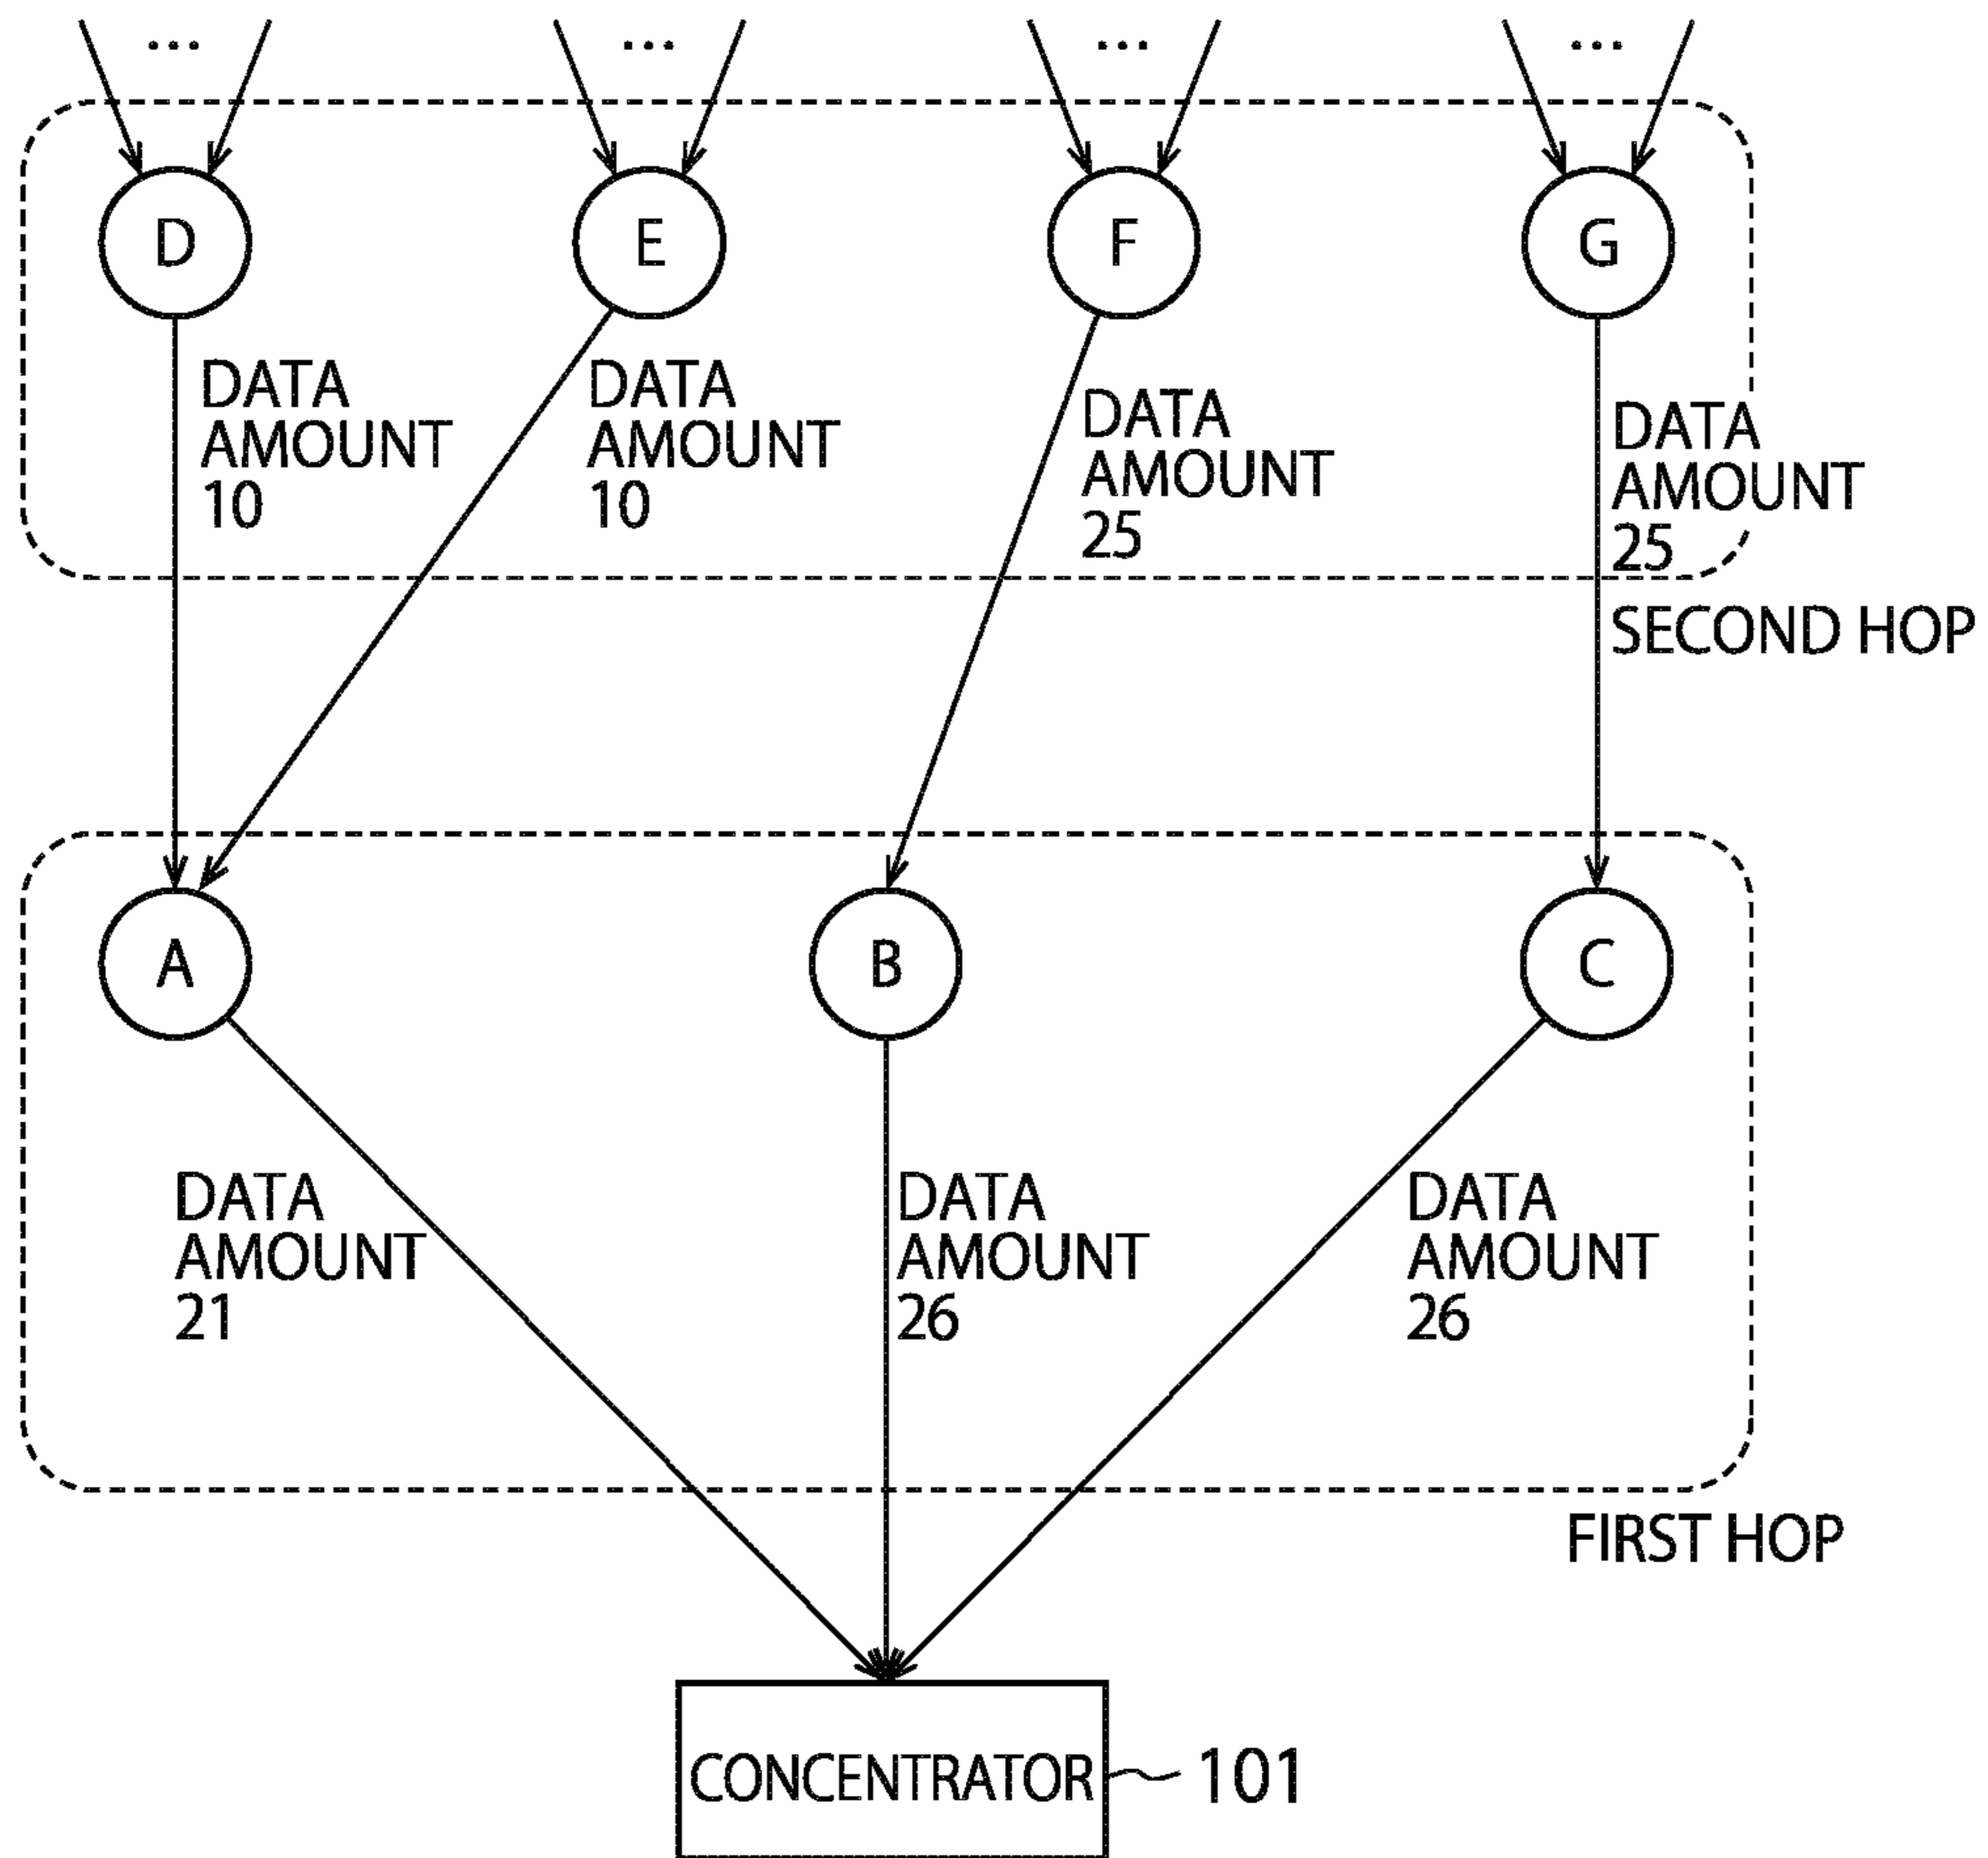 ... ... ... ...
D E F G
DATA
AMOUNT
10
DATA
AMOUNT
10
DATA
AMOUNT
25
DATA
AMOUNT
25
SECOND HOP
A B C
DATA
AMOUNT
21
DATA
AMOUNT
26
DATA
AMOUNT
26
FIRST HOP
CONCENTRATOR 101